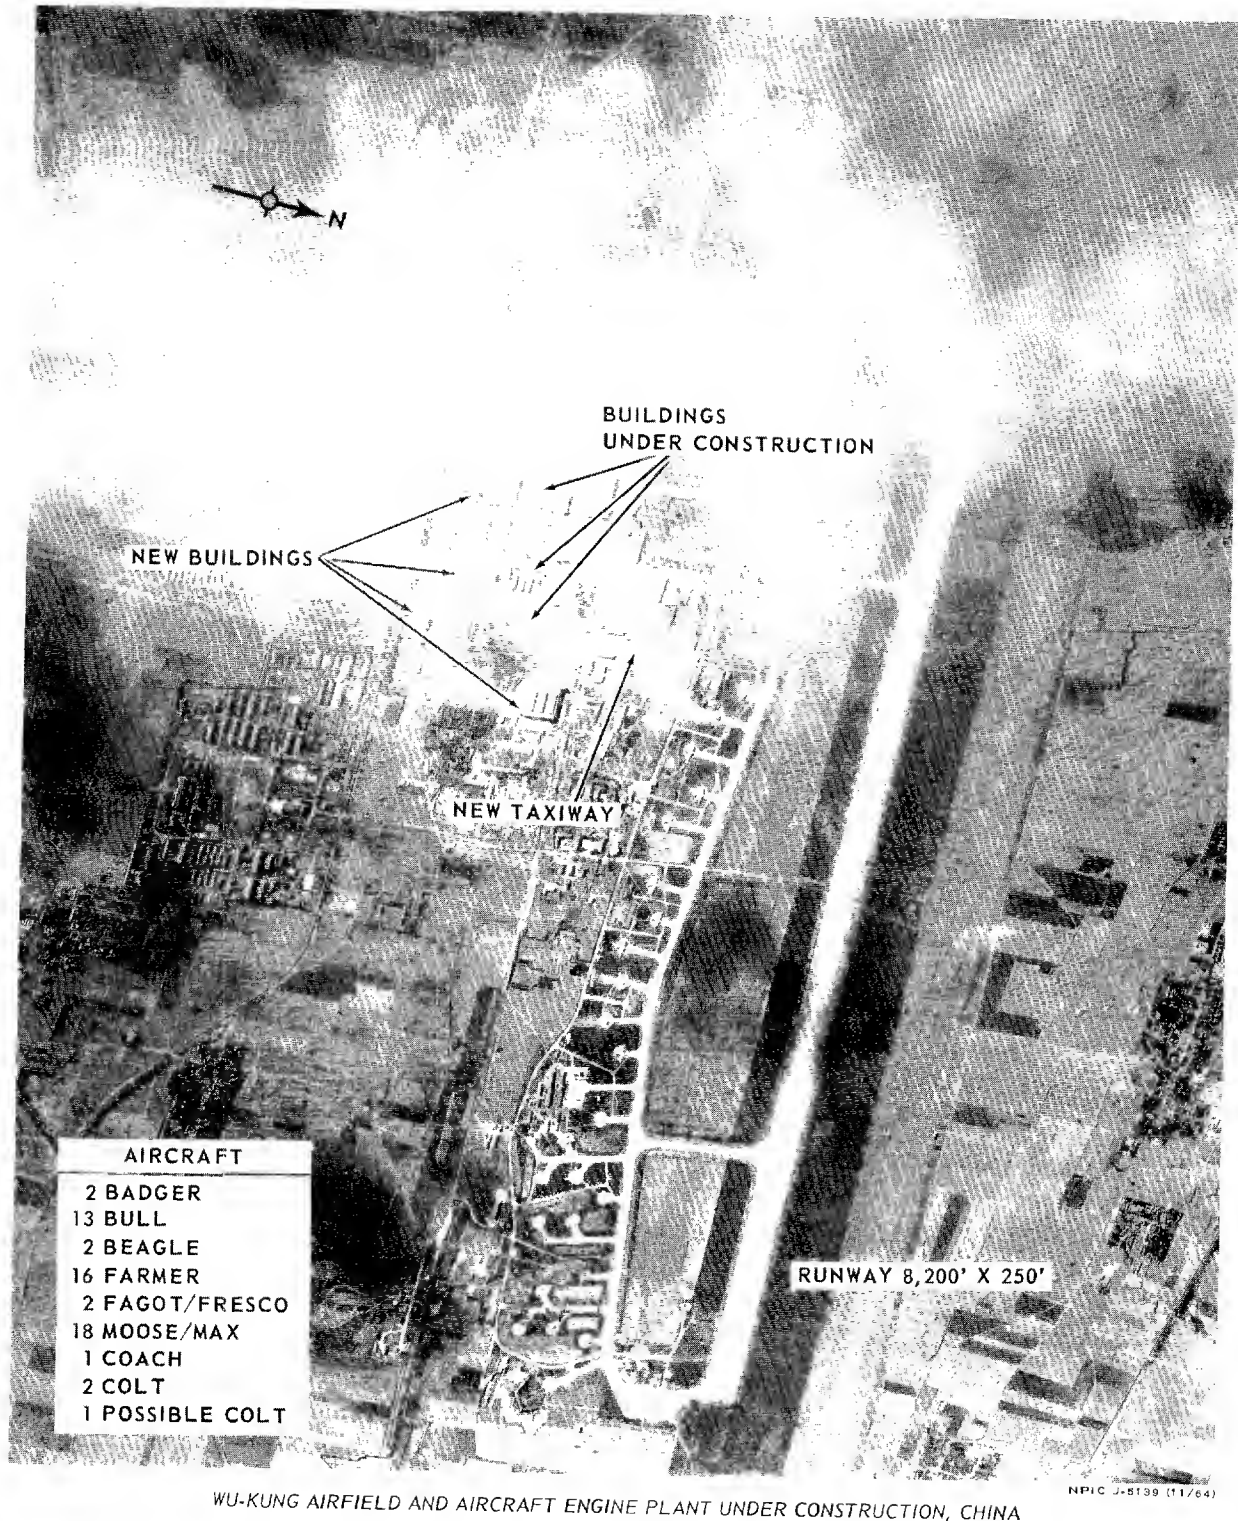 N
BUILDINGS
UNDER CONSTRUCTION
NEW BUILDINGS
NEW TAXIWAY
AIRCRAFT
2 BADGER
13 BULL
2 BEAGLE
16 FARMER
2 FAGOT/FRESCO
18 MOOSE/MAX
1 COACH
2 COLT
1 POSSIBLE COLT
RUNWAY 8,200' X 250'
NPIC J-5139 (11/64)
WU-KUNG AIRFIELD AND AIRCRAFT ENGINE PLANT UNDER CONSTRUCTION, CHINA